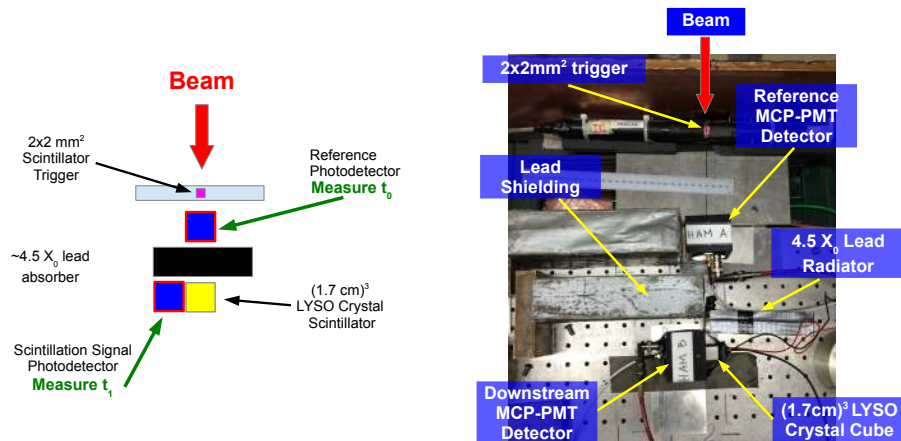 Beam
2x2 mm²
Scintillator
Trigger
Reference
Photodetector
Measure t₀
~4.5 X₀ lead
absorber
(1.7 cm)³
LYSO Crystal
Scintillator
Scintillation Signal
Photodetector
Measure t₁
Beam
2x2mm² trigger
Reference
MCP-PMT
Detector
Lead
Shielding
HAM A
4.5 X₀ Lead
Radiator
HAM B
Downstream
MCP-PMT
Detector
(1.7cm)³ LYSO
Crystal Cube